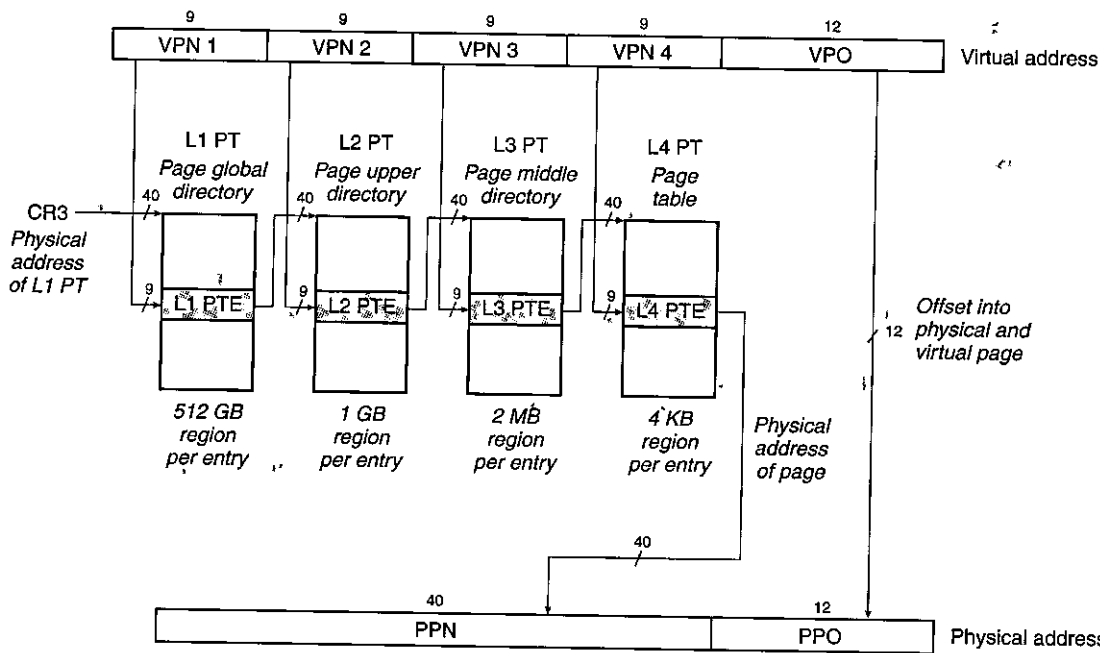 9 9 9 9 12
VPN 1 VPN 2 VPN 3 VPN 4 VPO Virtual address
L1 PT
Page global
directory
L2 PT
Page upper
directory
L3 PT
Page middle
directory
L4 PT
Page
table
CR3
Physical
address
of L1 PT
40 40 40 40
9 9 9 9
L1 PTE L2 PTE L3 PTE L4 PTE
512 GB
region
per entry
1 GB
region
per entry
2 MB
region
per entry
4 KB
region
per entry
Physical
address
of page
12
Offset into
physical and
virtual page
40
40 12
PPN PPO Physical address